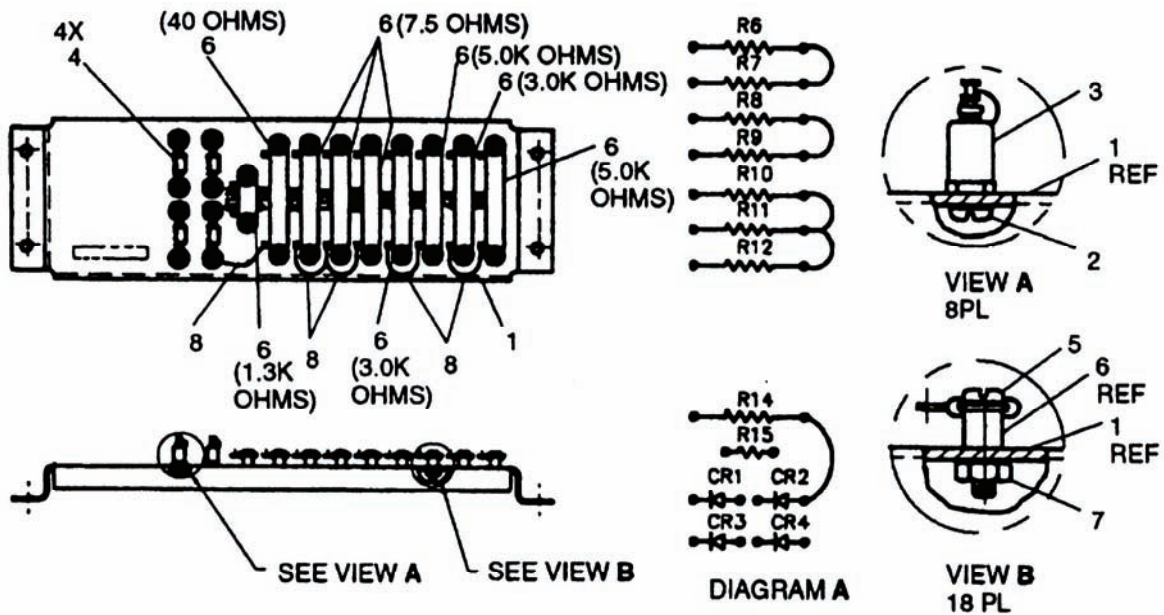 4X
4
(40 OHMS)
6
6 (7.5 OHMS)
6 (5.0K OHMS)
6 (3.0K OHMS)
6
(5.0K
OHMS)
8
6
(1.3K
OHMS)
8
6
(3.0K
OHMS)
8
1
SEE VIEW A
SEE VIEW B
R6
R7
R8
R9
R10
R11
R12
R14
R15
CR1 CR2
CR3 CR4
DIAGRAM A
3
1
REF
2
VIEW A
8PL
5
6
REF
1
REF
7
VIEW B
18 PL